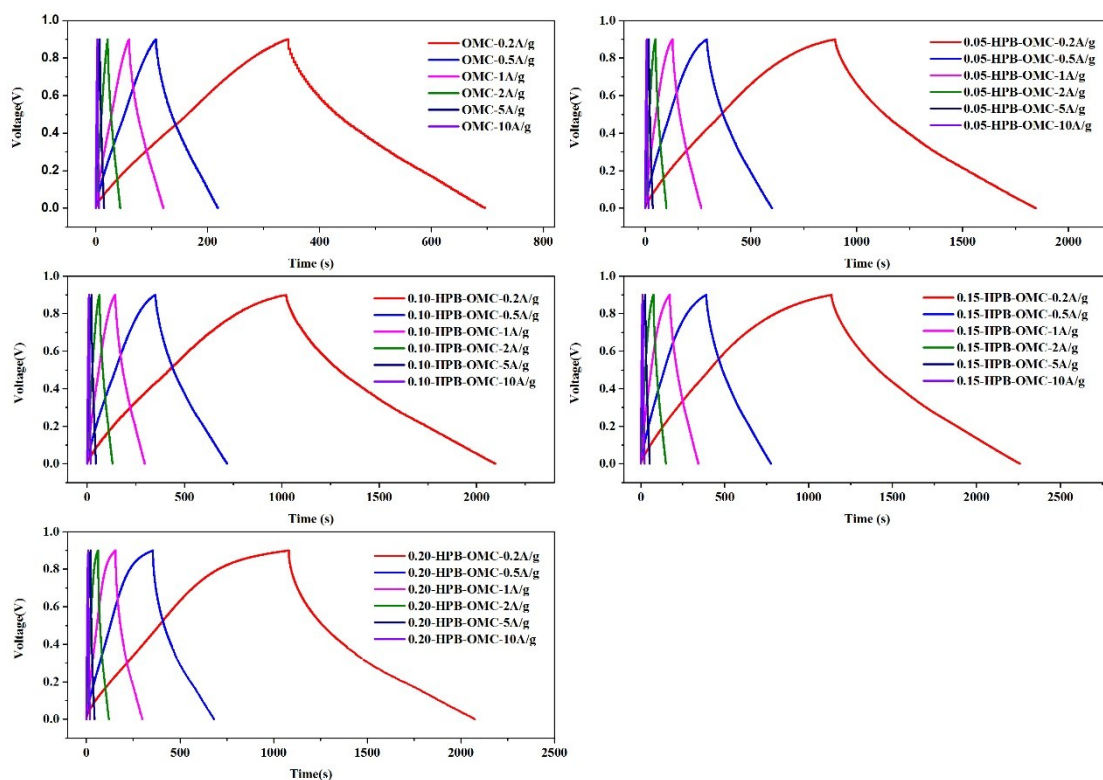 1.0
0.8
0.6
0.4
0.2
0.0
Voltage(V)
OMC-0.2A/g
OMC-0.5A/g
OMC-1A/g
OMC-2A/g
OMC-5A/g
OMC-10A/g
0 200 400 600 800
Time (s)
1.0
0.8
0.6
0.4
0.2
0.0
Voltage(V)
0.05-HPB-OMC-0.2A/g
0.05-HPB-OMC-0.5A/g
0.05-HPB-OMC-1A/g
0.05-HPB-OMC-2A/g
0.05-HPB-OMC-5A/g
0.05-HPB-OMC-10A/g
0 500 1000 1500 2000
Time (s)
1.0
0.8
0.6
0.4
0.2
0.0
Voltage(V)
0.10-HPB-OMC-0.2A/g
0.10-HPB-OMC-0.5A/g
0.10-HPB-OMC-1A/g
0.10-HPB-OMC-2A/g
0.10-HPB-OMC-5A/g
0.10-HPB-OMC-10A/g
0 500 1000 1500 2000
Time (s)
1.0
0.8
0.6
0.4
0.2
0.0
Voltage(V)
0.15-HPB-OMC-0.2A/g
0.15-HPB-OMC-0.5A/g
0.15-HPB-OMC-1A/g
0.15-HPB-OMC-2A/g
0.15-HPB-OMC-5A/g
0.15-HPB-OMC-10A/g
0 500 1000 1500 2000 2500
Time (s)
1.0
0.8
0.6
0.4
0.2
0.0
Voltage(V)
0.20-HPB-OMC-0.2A/g
0.20-HPB-OMC-0.5A/g
0.20-HPB-OMC-1A/g
0.20-HPB-OMC-2A/g
0.20-HPB-OMC-5A/g
0.20-HPB-OMC-10A/g
0 500 1000 1500 2000 2500
Time(s)